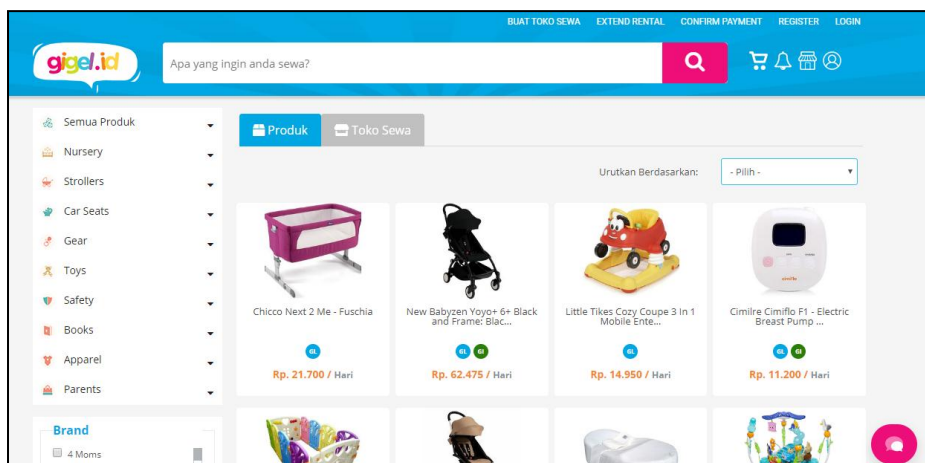 BUAT TOKO SEWA EXTEND RENTAL CONFIRM PAYMENT REGISTER LOGIN
gigel.id
Apa yang ingin anda sewa?
Semua Produk
Nursery
Strollers
Car Seats
Gear
Toys
Safety
Books
Apparel
Parents
Brand
4 Moms
Produk Toko Sewa
Urutkan Berdasarkan: - Pilih -
Chicco Next 2 Me - Fuschia
GL
Rp. 21.700 / Hari
New Babyzen Yoyo+ 6+ Black
and Frame: Blac...
GL GI
Rp. 62.475 / Hari
Little Tikes Cozy Coupe 3 In 1
Mobile Ente...
GL
Rp. 14.950 / Hari
Cimilre Cimiflo F1 - Electric
Breast Pump ...
GL GI
Rp. 11.200 / Hari